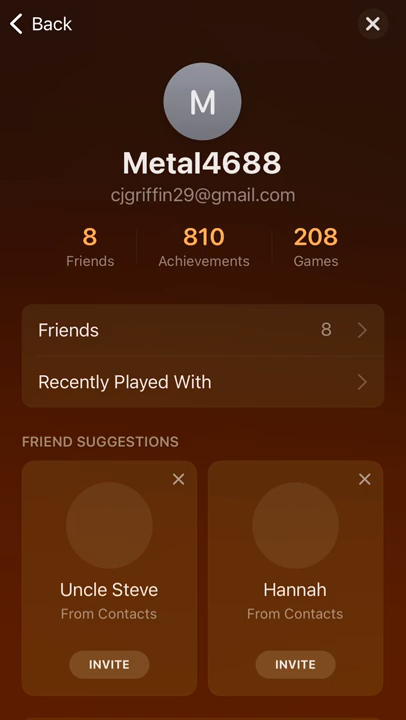 Back
M
Metal4688
cjgriffin29@gmail.com
8 810 208
Friends Achievements Games
Friends 8
Recently Played With
FRIEND SUGGESTIONS
Uncle Steve Hannah
From Contacts From Contacts
INVITE INVITE